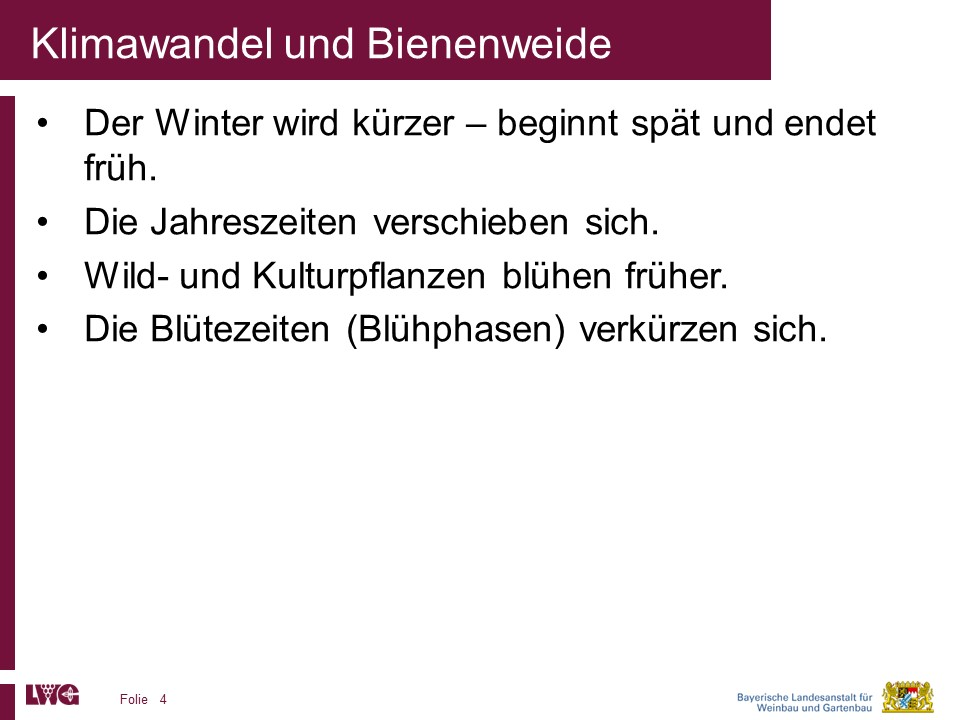 Klimawandel und Bienenweide
• Der Winter wird kürzer – beginnt spät und endet
früh.
• Die Jahreszeiten verschieben sich.
• Wild- und Kulturpflanzen blühen früher.
• Die Blütezeiten (Blühphasen) verkürzen sich.
LWG
Folie 4
Bayerische Landesanstalt für
Weinbau und Gartenbau